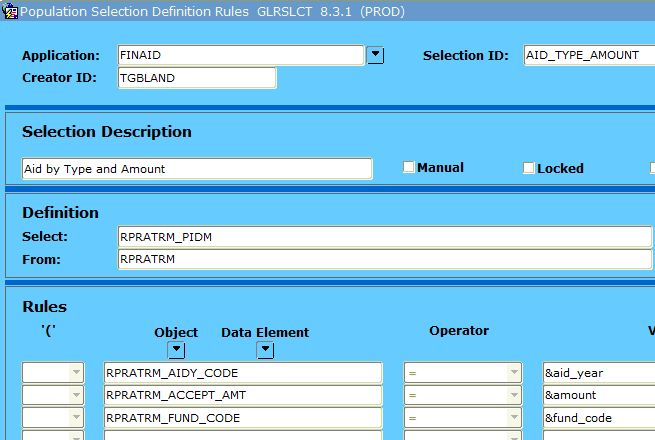 Population Selection Definition Rules GLRSLCT 8.3.1 (PROD)
Application: FINAID Selection ID: AID_TYPE_AMOUNT
Creator ID: TGBLAND
Selection Description
Aid by Type and Amount Manual Locked
Definition
Select: RPRATRM_PIDM
From: RPRATRM
Rules
'(' Object Data Element Operator V
RPRATRM_AIDY_CODE = &aid_year
RPRATRM_ACCEPT_AMT = &amount
RPRATRM_FUND_CODE = &fund_code